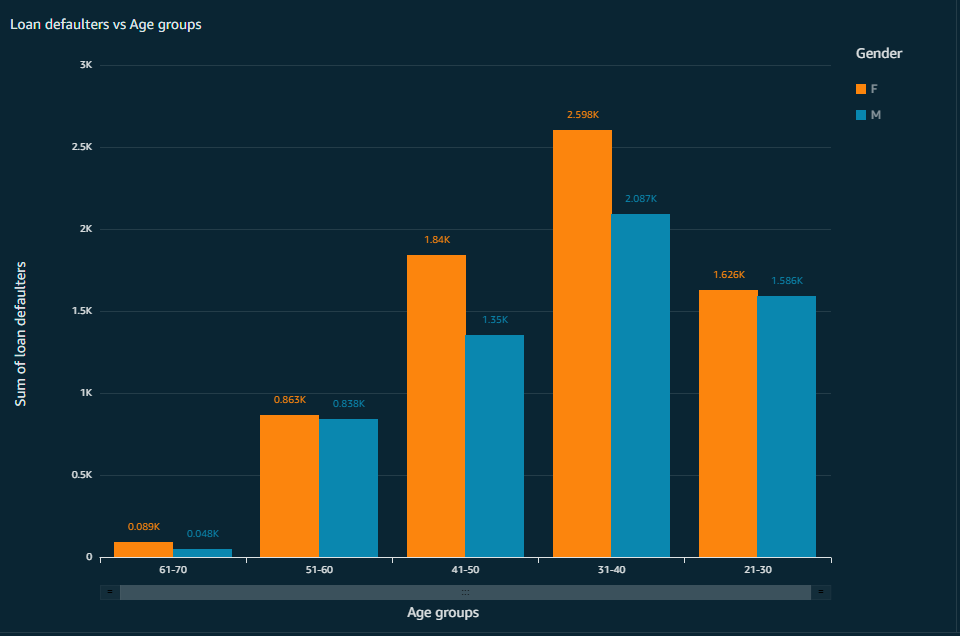 Loan defaulters vs Age groups
Gender
F
M
Sum of loan defaulters
3K
2.5K
2K
1.5K
1K
0.5K
0
0.089K
0.048K
0.863K
0.838K
1.84K
1.35K
2.598K
2.087K
1.626K
1.586K
61-70
51-60
41-50
31-40
21-30
Age groups